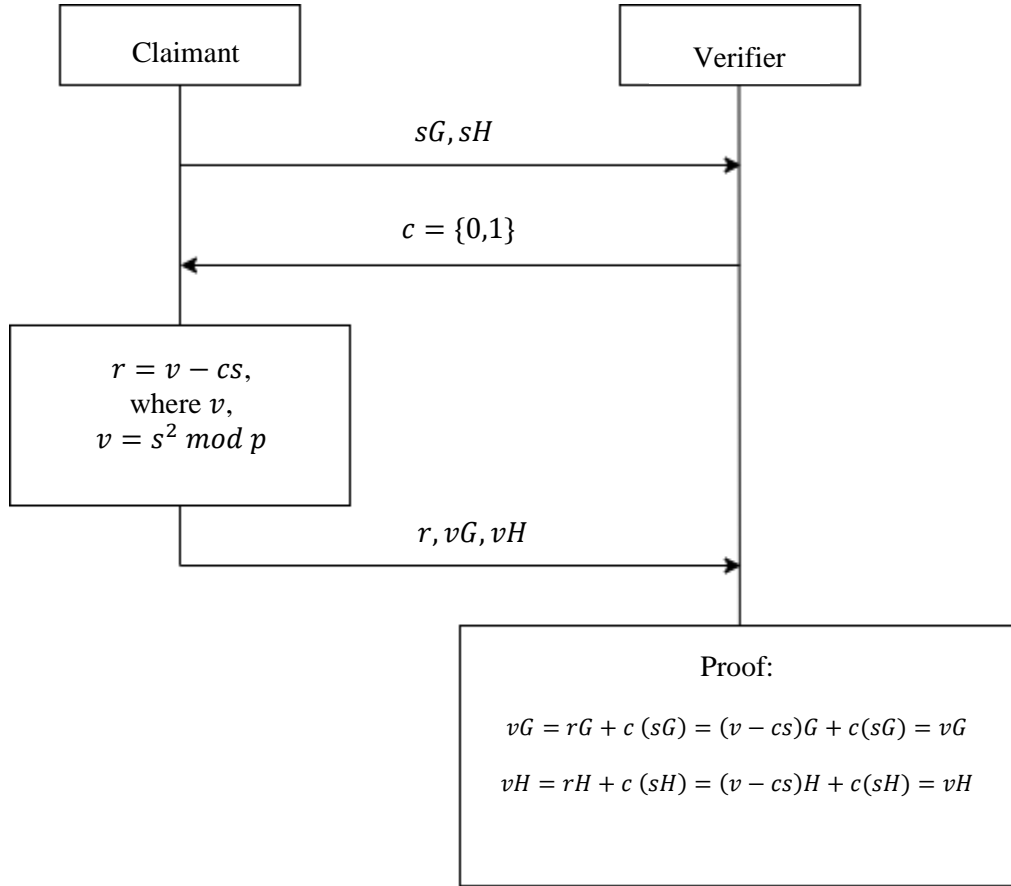 Claimant
Verifier
𝑠𝐺, 𝑠𝐻
𝑐 = {0,1}
𝑟 = 𝑣 − 𝑐𝑠,
where 𝑣,
𝑣 = 𝑠² 𝑚𝑜𝑑 𝑝
𝑟, 𝑣𝐺, 𝑣𝐻
Proof:
𝑣𝐺 = 𝑟𝐺 + 𝑐 (𝑠𝐺) = (𝑣 − 𝑐𝑠)𝐺 + 𝑐(𝑠𝐺) = 𝑣𝐺
𝑣𝐻 = 𝑟𝐻 + 𝑐 (𝑠𝐻) = (𝑣 − 𝑐𝑠)𝐻 + 𝑐(𝑠𝐻) = 𝑣𝐻